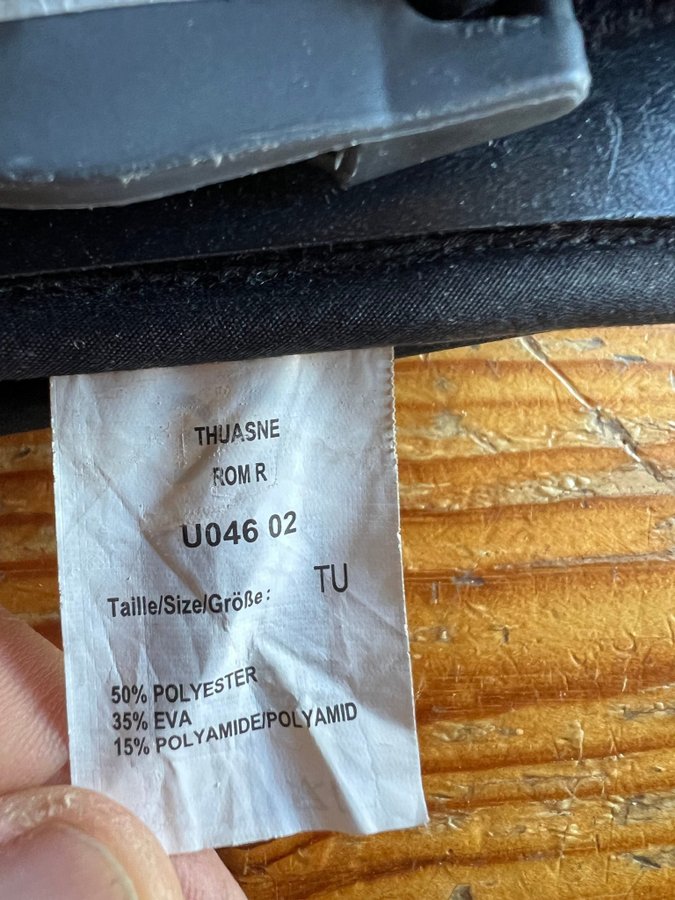 THUASNE
ROM R
U046 02
Taille/Size/Größe: TU
50% POLYESTER
35% EVA
15% POLYAMIDE/POLYAMID